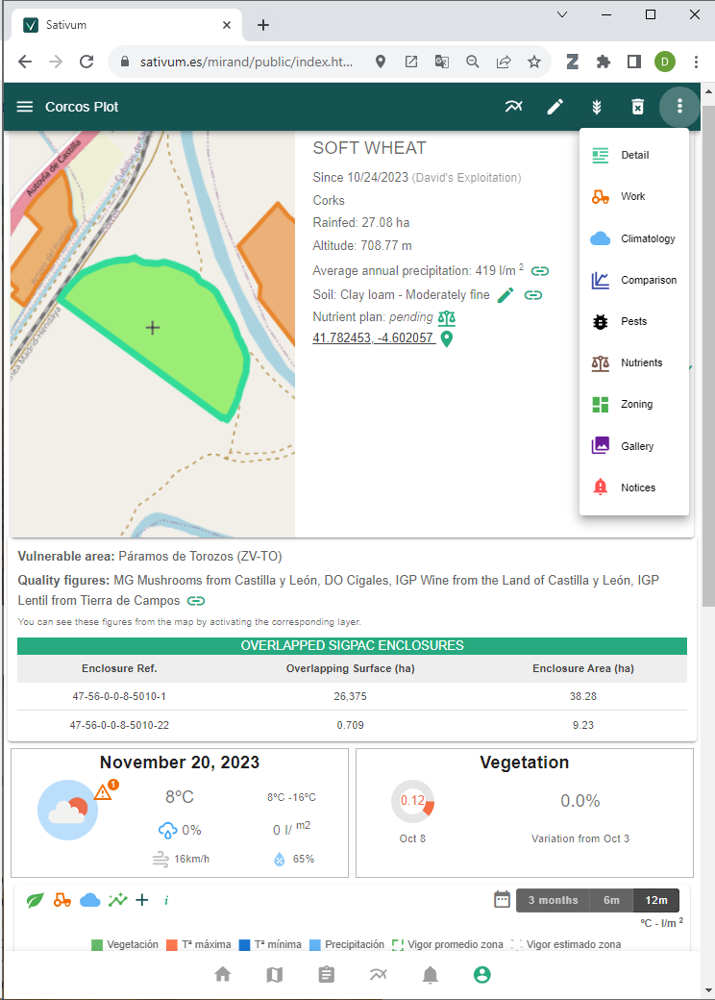 Sativum
sativum.es/mirand/public/index.ht...
D
Corcos Plot
Autovía de Castilla
Cubillas de Sa
SOFT WHEAT
Since 10/24/2023 (David's Exploitation)
Corks
Rainfed: 27.08 ha
Altitude: 708.77 m
Average annual precipitation: 419 l/m 2
Soil: Clay loam - Moderately fine
Nutrient plan: pending
41.782453, -4.602057
Detail
Work
Climatology
Comparison
Pests
Nutrients
Zoning
Gallery
Notices
Vulnerable area: Páramos de Torozos (ZV-TO)
Quality figures: MG Mushrooms from Castilla y León, DO Cigales, IGP Wine from the Land of Castilla y León, IGP
Lentil from Tierra de Campos
You can see these figures from the map by activating the corresponding layer.
OVERLAPPED SIGPAC ENCLOSURES
Enclosure Ref. Overlapping Surface (ha) Enclosure Area (ha)
47-56-0-0-8-5010-1 26,375 38.28
47-56-0-0-8-5010-22 0.709 9.23
November 20, 2023
1
8ºC 8ºC -16ºC
0% 0 l/ m2
16km/h 65%
Vegetation
0.12 0.0%
Oct 8 Variation from Oct 3
i
3 months 6m 12m
ºC - l/m 2
Vegetación Tª máxima Tª mínima Precipitación Vigor promedio zona Vigor estimado zona